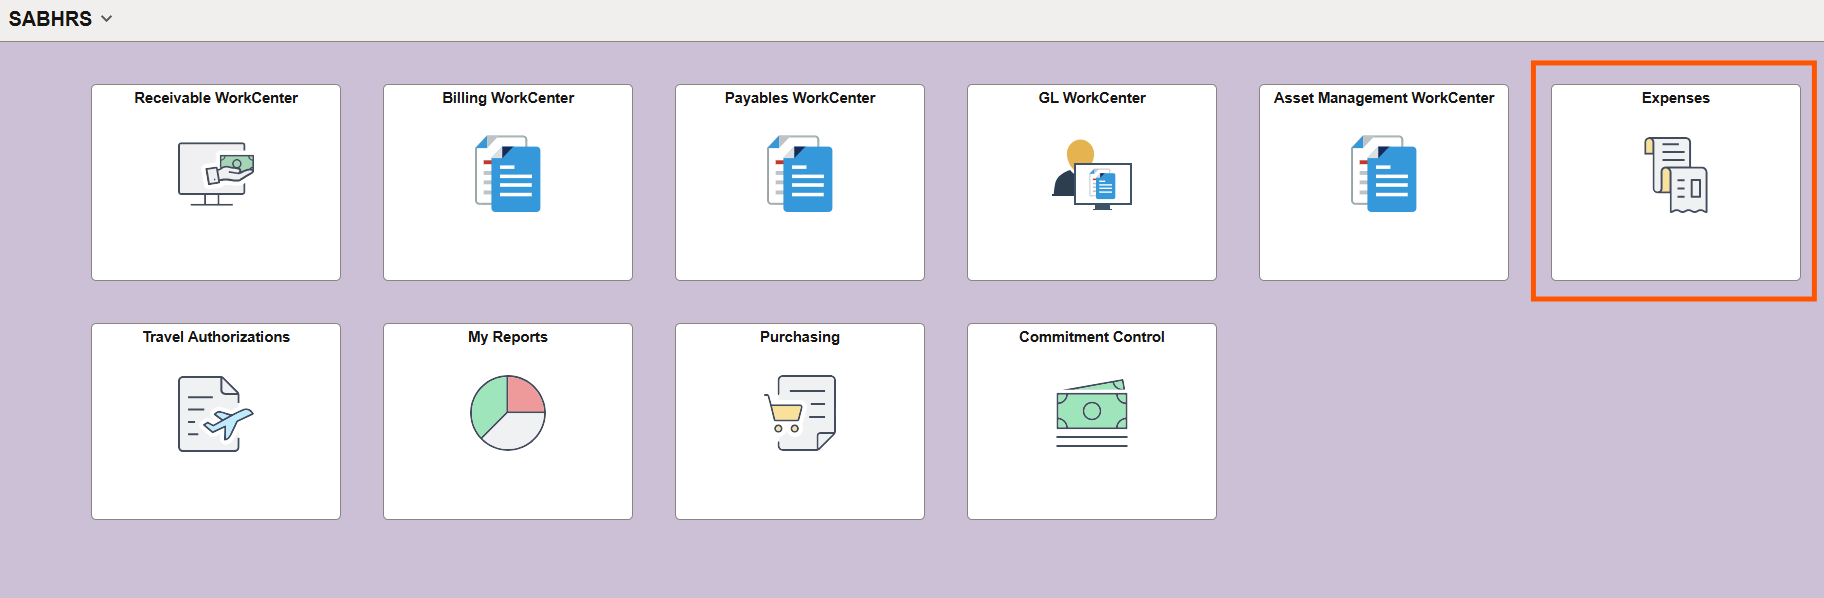 SABHRS
Receivable WorkCenter
Billing WorkCenter
Payables WorkCenter
GL WorkCenter
Asset Management WorkCenter
Expenses
Travel Authorizations
My Reports
Purchasing
Commitment Control